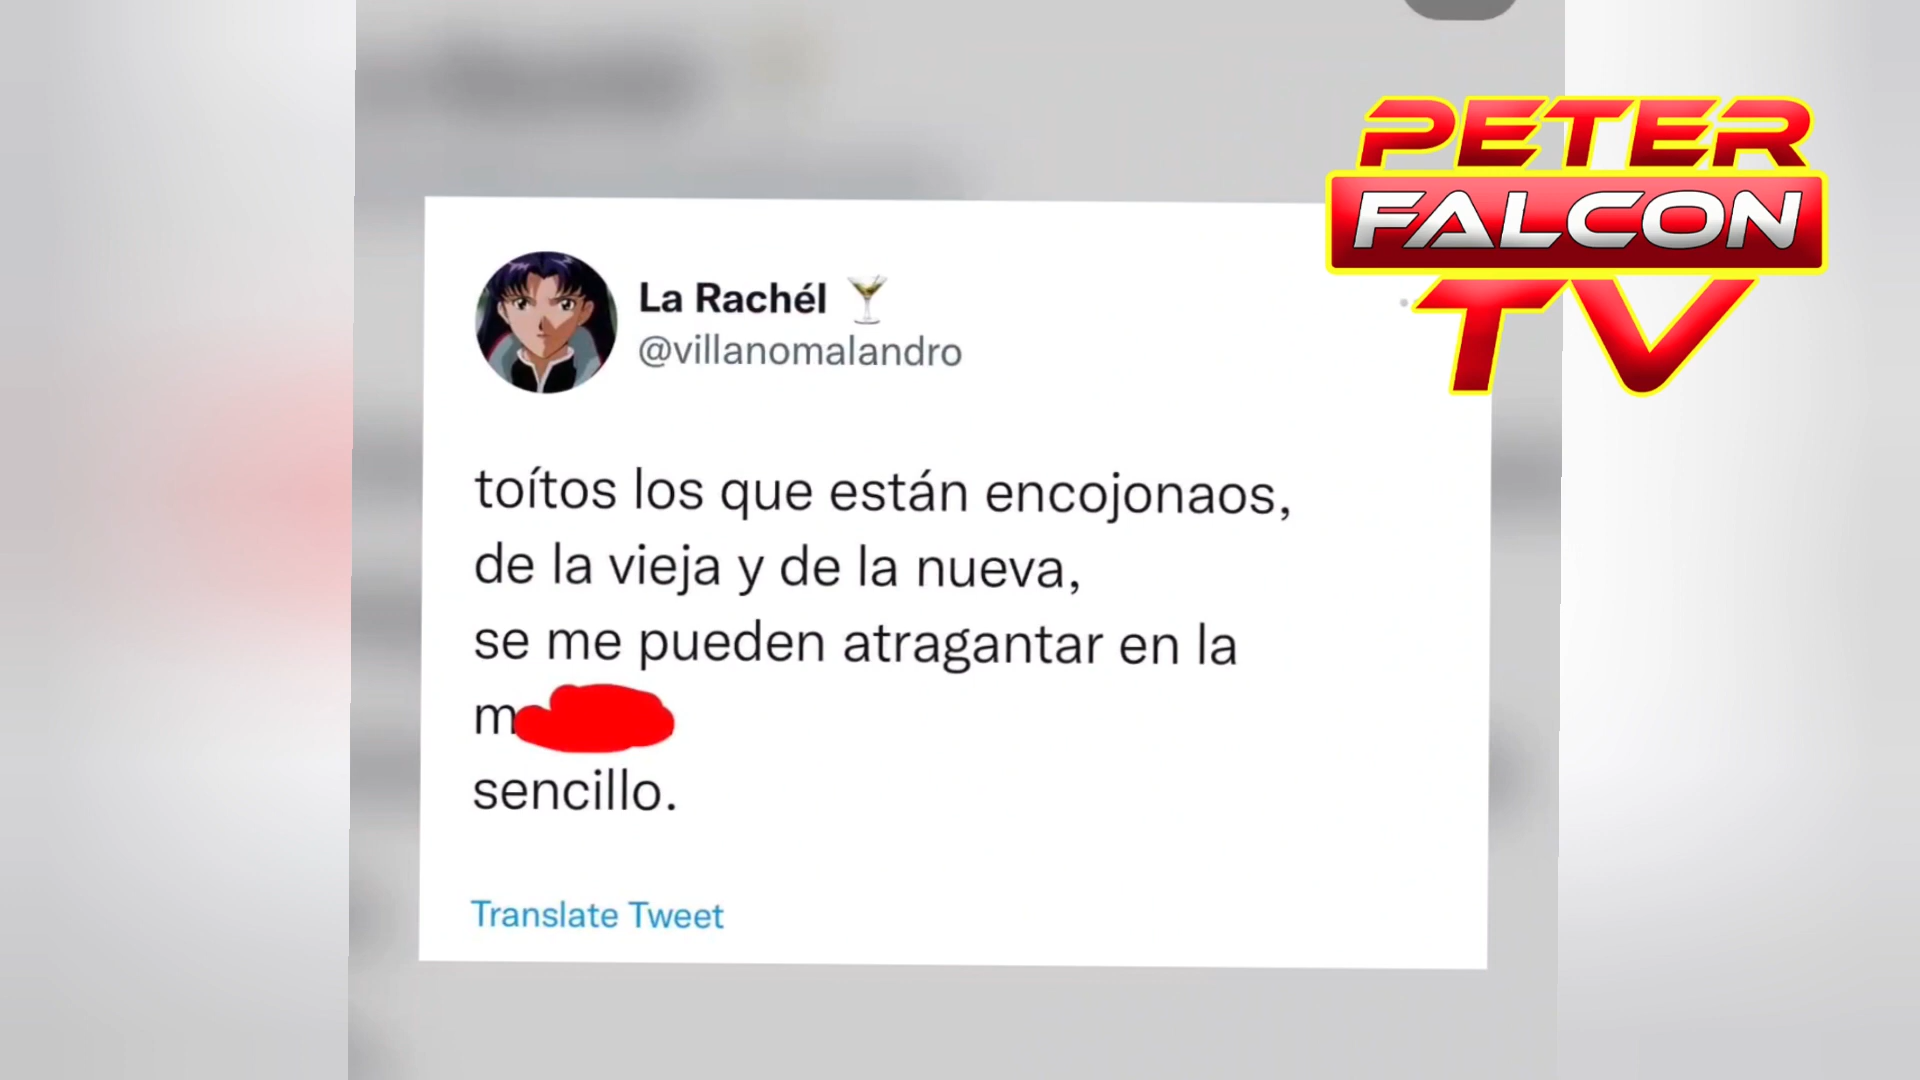 PETER
FALCON
TV
La Rachél
@villanomalandro
toítos los que están encojonaos,
de la vieja y de la nueva,
se me pueden atragantar en la
m
sencillo.
Translate Tweet